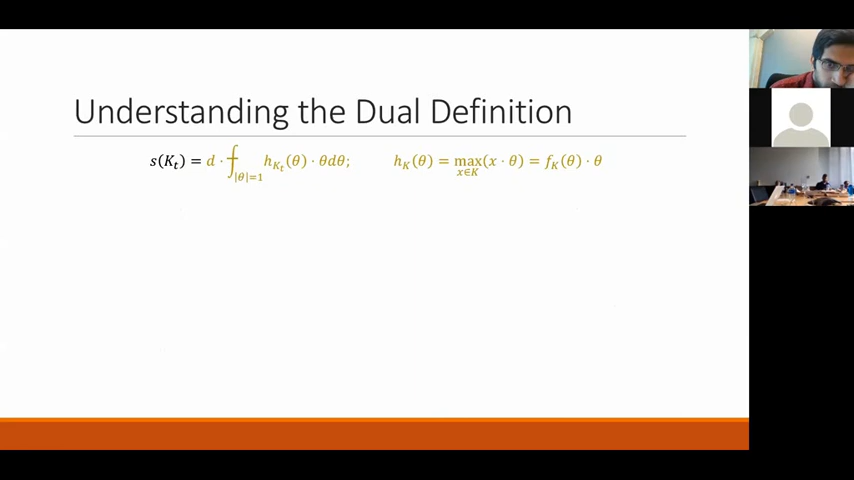 Understanding the Dual Definition
s(K_t) = d · ⨍_{|θ|=1} h_{K_t}(θ) · θdθ; h_K(θ) = max_{x∈K}(x · θ) = f_K(θ) · θ